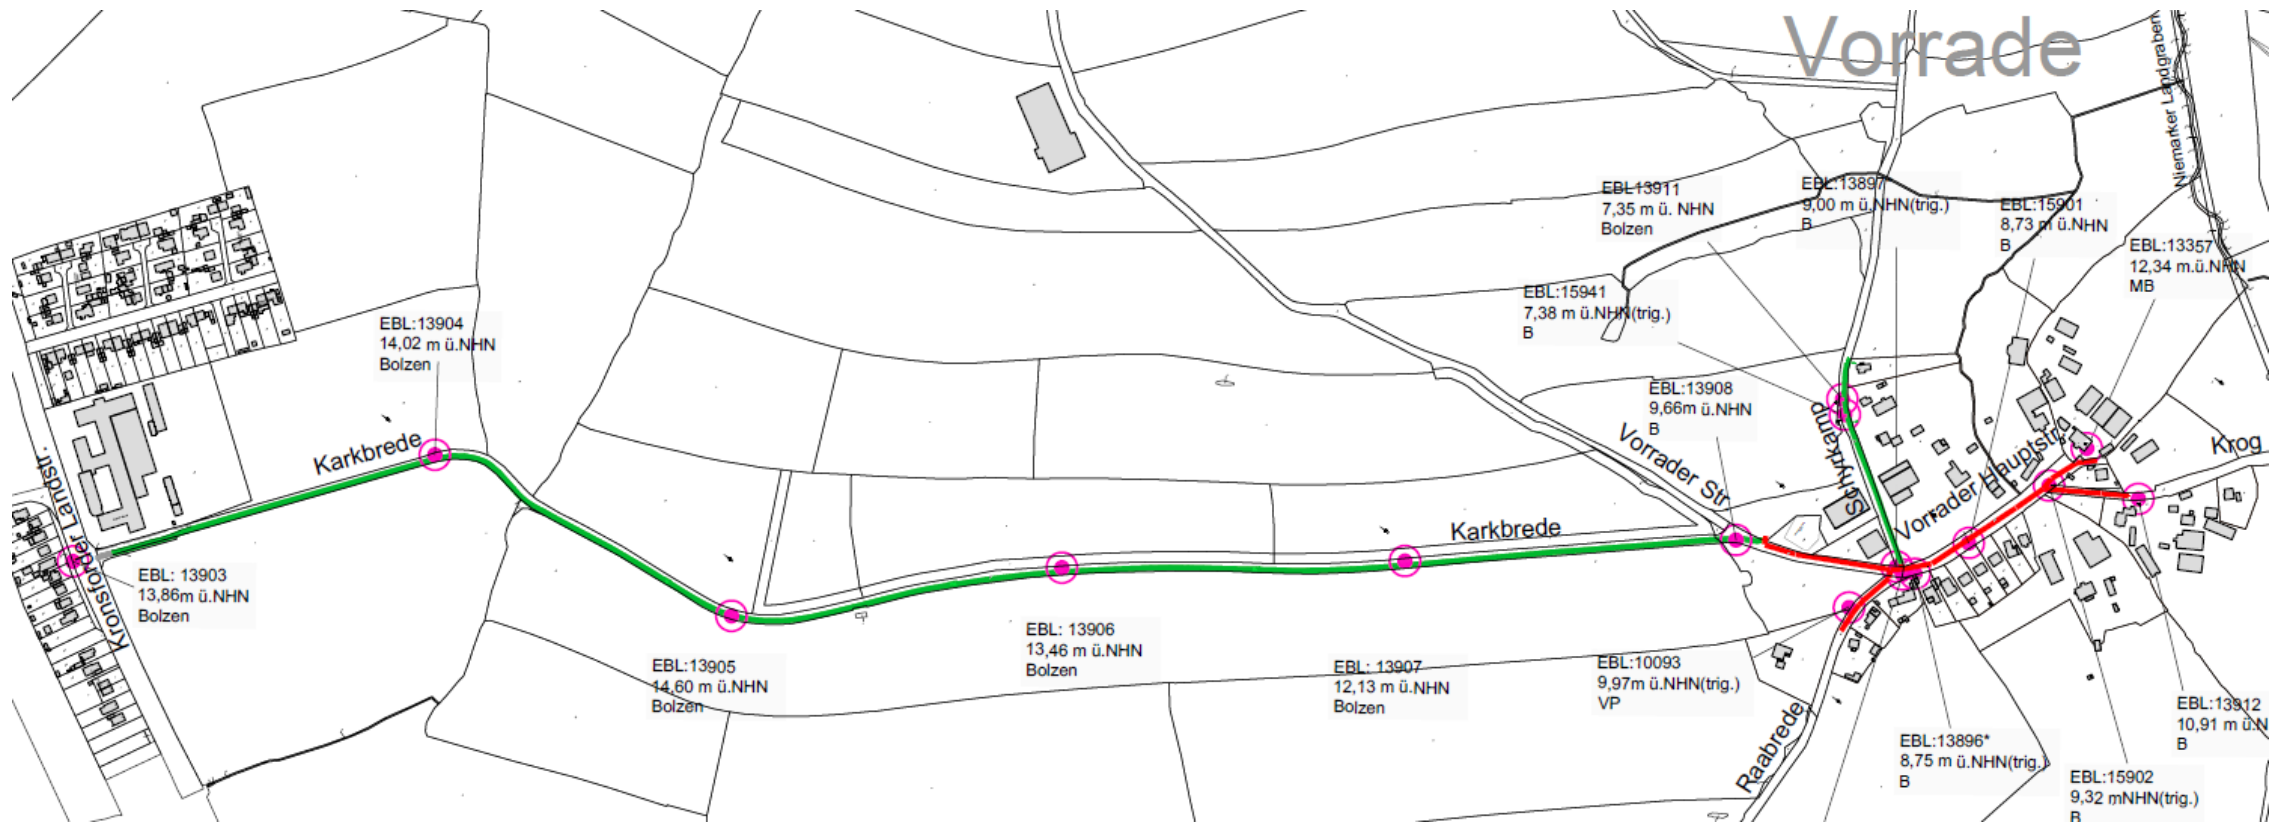 Vorrade
Niemarker Landgraben
EBL13911
7,35 m ü. NHN
Bolzen
EBL:13897
9,00 m ü.NHN(trig.)
B
EBL:15901
8,73 m ü.NHN
B
EBL:13357
12,34 m.ü.NHN
MB
EBL:15941
7,38 m ü.NHN(trig.)
B
EBL:13904
14,02 m ü.NHN
Bolzen
EBL:13908
9,66m ü.NHN
B
Karkbrede
Vorrader Str.
Schyrkamp
Vorrader Hauptstr.
Krog
Karkbrede
Kronsforder Landstr.
EBL: 13903
13,86m ü.NHN
Bolzen
EBL:13905
14,60 m ü.NHN
Bolzen
EBL: 13906
13,46 m ü.NHN
Bolzen
EBL: 13907
12,13 m ü.NHN
Bolzen
EBL:10093
9,97m ü.NHN(trig.)
VP
Raabrede
EBL:13896*
8,75 m ü.NHN(trig.)
B
EBL:13912
10,91 m ü.N
B
EBL:15902
9,32 mNHN(trig.)
B